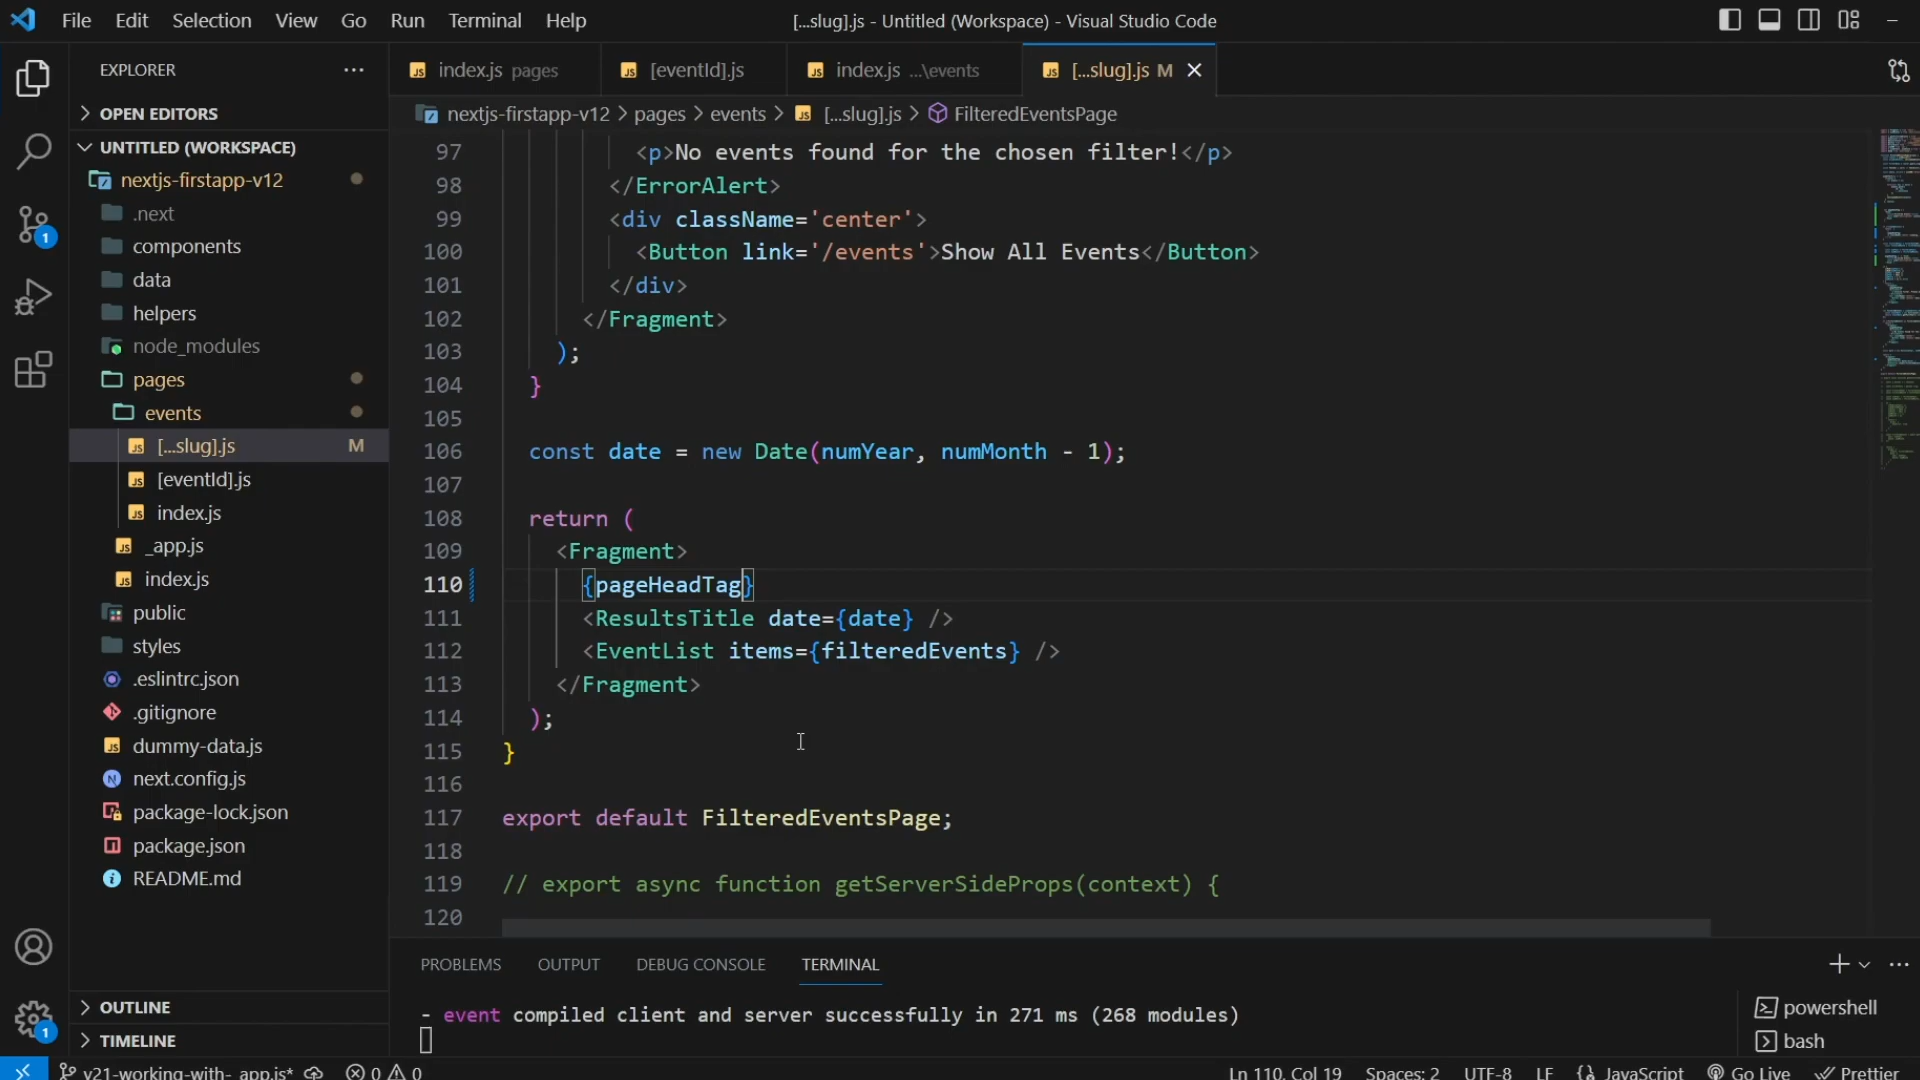 File Edit Selection View Go Run Terminal Help
[...slug].js - Untitled (Workspace) - Visual Studio Code
EXPLORER
OPEN EDITORS
UNTITLED (WORKSPACE)
nextjs-firstapp-v12
.next
components
data
helpers
node_modules
pages
events
[...slug].js M
[eventId].js
index.js
_app.js
index.js
public
styles
.eslintrc.json
.gitignore
dummy-data.js
next.config.js
package-lock.json
package.json
README.md
OUTLINE
TIMELINE
index.js pages
[eventId].js
index.js ...\events
[...slug].js M
nextjs-firstapp-v12 > pages > events > [...slug].js > FilteredEventsPage
97 <p>No events found for the chosen filter!</p>
98 </ErrorAlert>
99 <div className='center'>
100 <Button link='/events'>Show All Events</Button>
101 </div>
102 </Fragment>
103 );
104 }
105
106 const date = new Date(numYear, numMonth - 1);
107
108 return (
109 <Fragment>
110 {pageHeadTag}
111 <ResultsTitle date={date} />
112 <EventList items={filteredEvents} />
113 </Fragment>
114 );
115 }
116
117 export default FilteredEventsPage;
118
119 // export async function getServerSideProps(context) {
120
PROBLEMS OUTPUT DEBUG CONSOLE TERMINAL
- event compiled client and server successfully in 271 ms (268 modules)
powershell
bash
1
1
v21-working-with-_app.js* 0 0
Ln 110, Col 19 Spaces: 2 UTF-8 LF {} JavaScript Go Live Prettier